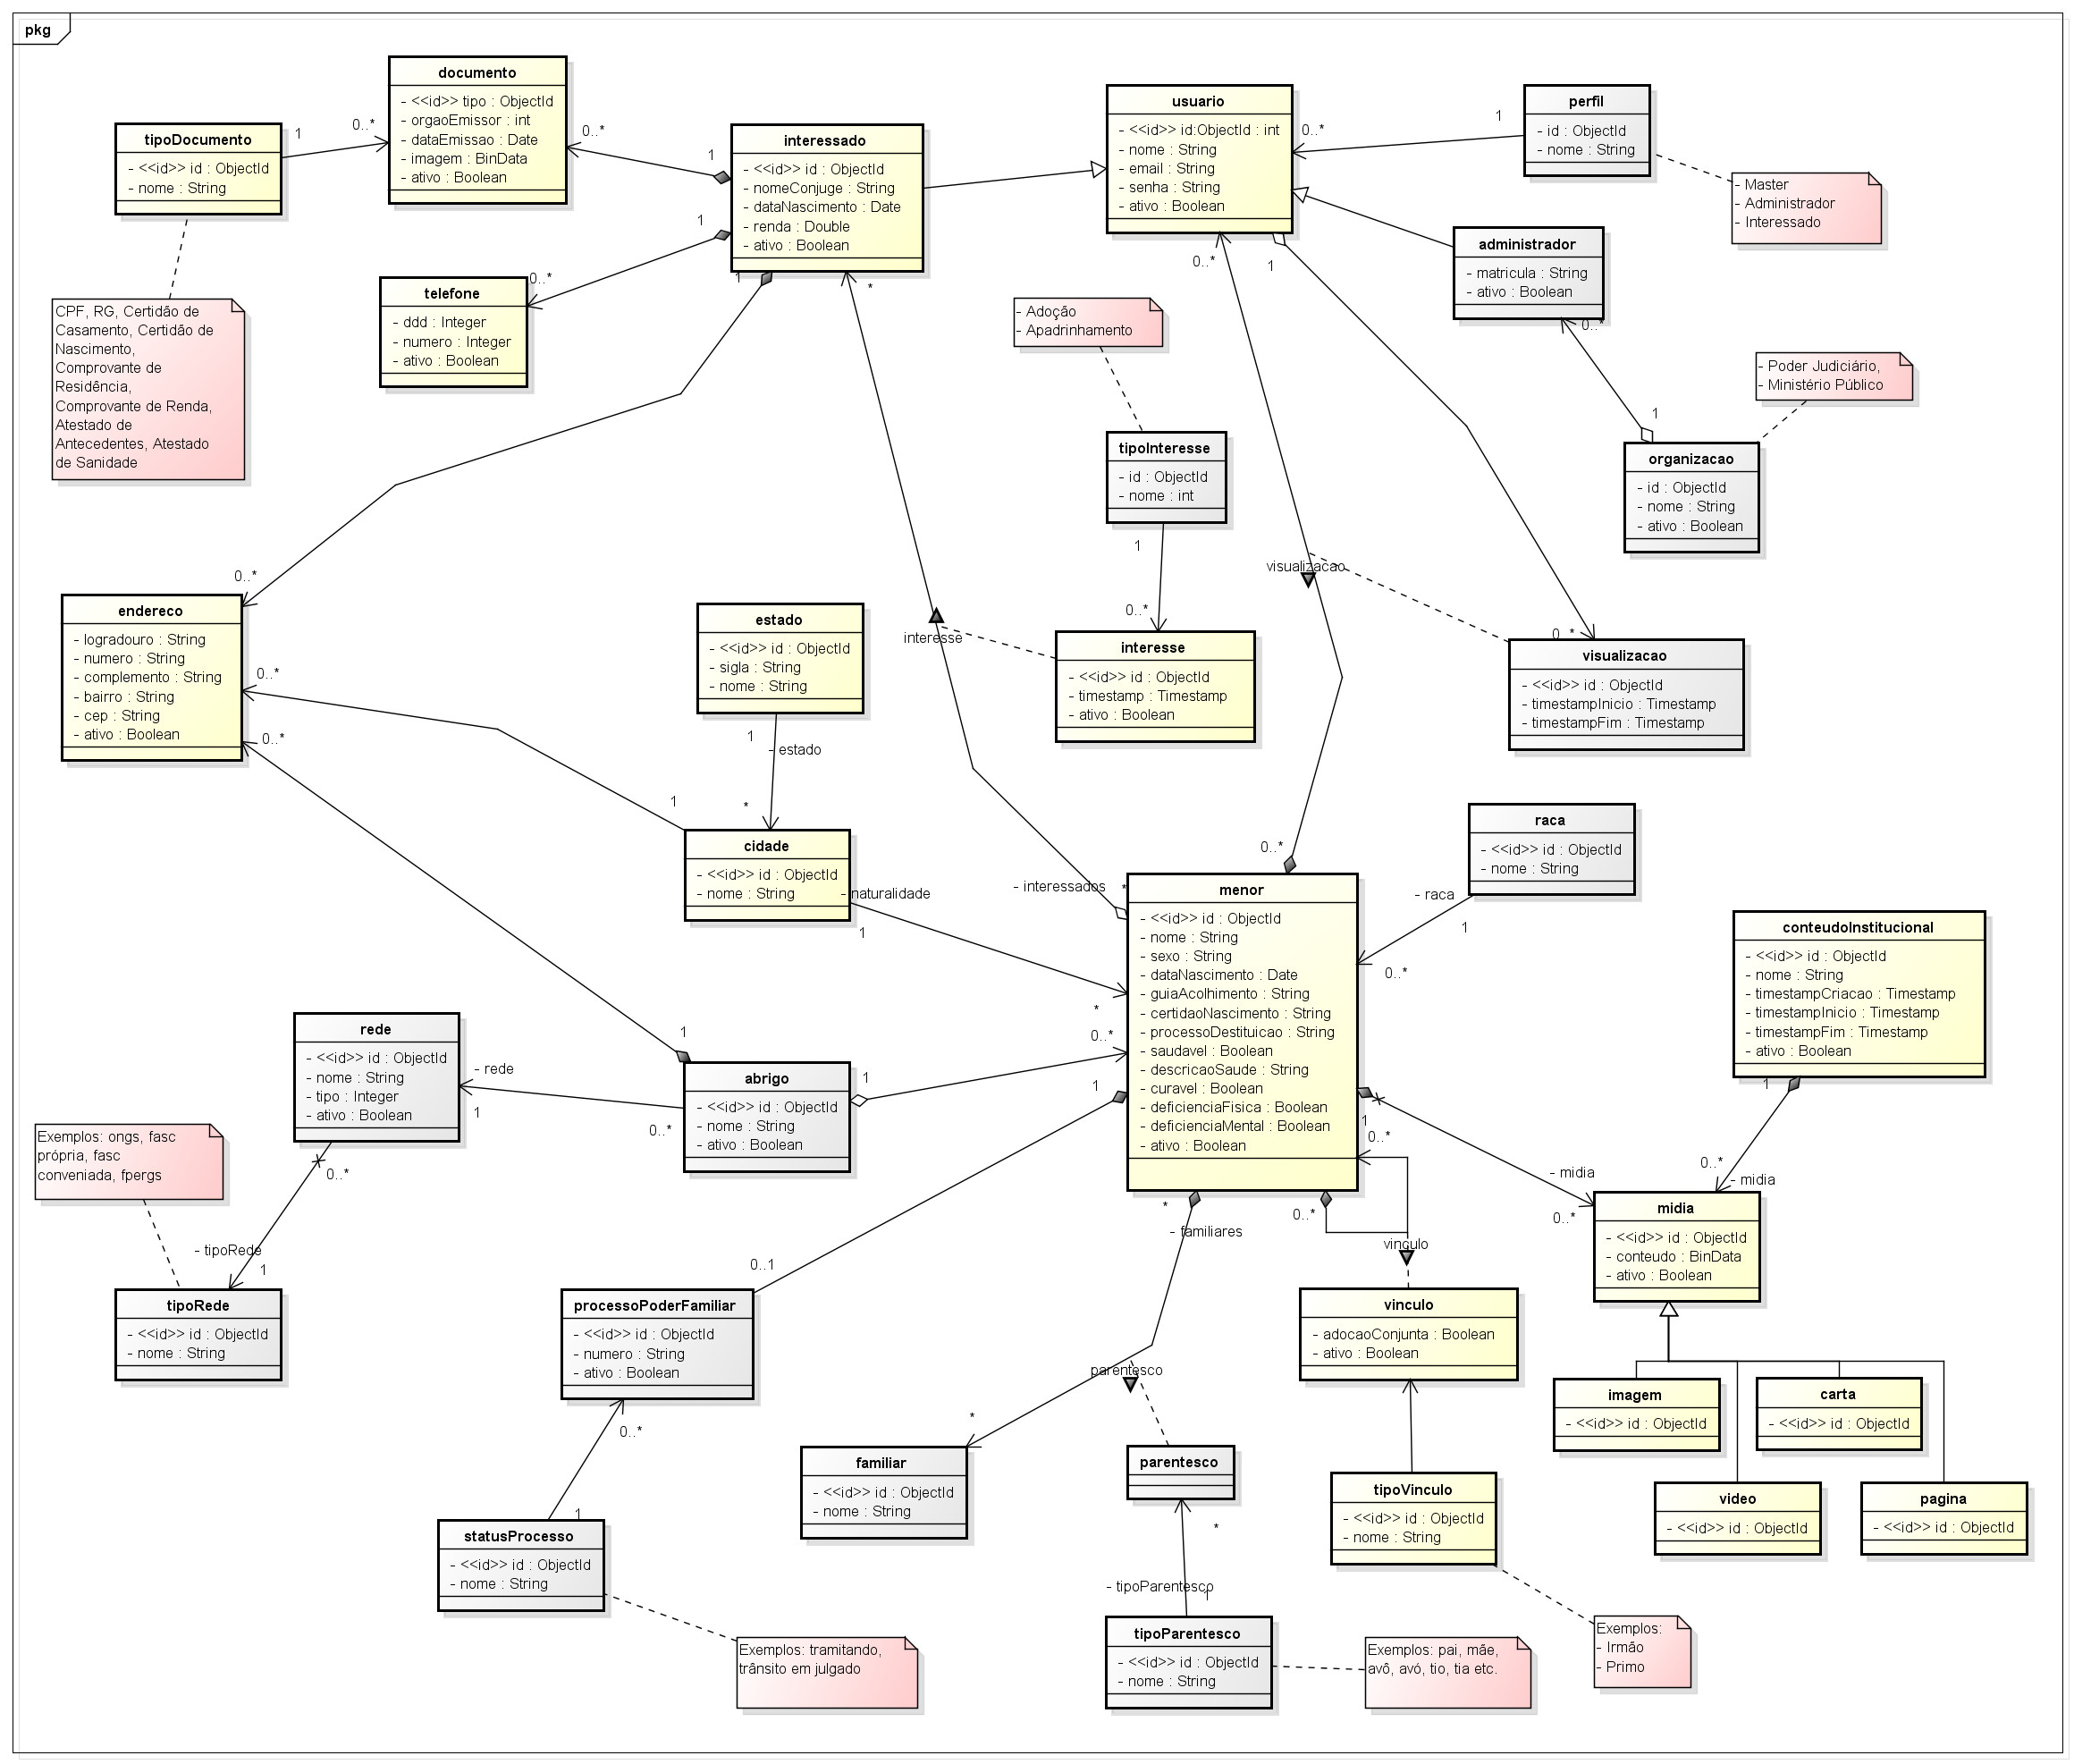 pkg
documento
- <<id>> tipo : ObjectId
- orgaoEmissor : int
- dataEmissao : Date
- imagem : BinData
- ativo : Boolean
tipoDocumento
- <<id>> id : ObjectId
- nome : String
1
0..*
CPF, RG, Certidão de
Casamento, Certidão de
Nascimento,
Comprovante de
Residência,
Comprovante de Renda,
Atestado de
Antecedentes, Atestado
de Sanidade
interessado
- <<id>> id : ObjectId
- nomeConjuge : String
- dataNascimento : Date
- renda : Double
- ativo : Boolean
0..*
1
1
0..*
1
*
telefone
- ddd : Integer
- numero : Integer
- ativo : Boolean
usuario
- <<id>> id:ObjectId : int
- nome : String
- email : String
- senha : String
- ativo : Boolean
0..*
1
0..*
1
perfil
- id : ObjectId
- nome : String
- Master
- Administrador
- Interessado
administrador
- matricula : String
- ativo : Boolean
0..*
1
- Poder Judiciário,
- Ministério Público
organizacao
- id : ObjectId
- nome : String
- ativo : Boolean
- Adoção
- Apadrinhamento
tipoInteresse
- id : ObjectId
- nome : int
1
0..*
interesse
interesse
- <<id>> id : ObjectId
- timestamp : Timestamp
- ativo : Boolean
visualizacao
0..*
visualizacao
- <<id>> id : ObjectId
- timestampInicio : Timestamp
- timestampFim : Timestamp
0..*
endereco
- logradouro : String
- numero : String
- complemento : String
- bairro : String
- cep : String
- ativo : Boolean
0..*
0..*
estado
- <<id>> id : ObjectId
- sigla : String
- nome : String
1
- estado
*
1
cidade
- <<id>> id : ObjectId
- nome : String
- naturalidade
1
*
- interessados
*
0..*
menor
- <<id>> id : ObjectId
- nome : String
- sexo : String
- dataNascimento : Date
- guiaAcolhimento : String
- certidaoNascimento : String
- processoDestituicao : String
- saudavel : Boolean
- descricaoSaude : String
- curavel : Boolean
- deficienciaFisica : Boolean
- deficienciaMental : Boolean
- ativo : Boolean
raca
- <<id>> id : ObjectId
- nome : String
- raca
1
0..*
conteudoInstitucional
- <<id>> id : ObjectId
- nome : String
- timestampCriacao : Timestamp
- timestampInicio : Timestamp
- timestampFim : Timestamp
- ativo : Boolean
1
0..*
- midia
rede
- <<id>> id : ObjectId
- nome : String
- tipo : Integer
- ativo : Boolean
- rede
1
0..*
1
abrigo
- <<id>> id : ObjectId
- nome : String
- ativo : Boolean
1
0..*
1
1
0..*
- midia
0..*
midia
- <<id>> id : ObjectId
- conteudo : BinData
- ativo : Boolean
Exemplos: ongs, fasc
própria, fasc
conveniada, fpergs
0..*
- tipoRede
1
tipoRede
- <<id>> id : ObjectId
- nome : String
0..1
processoPoderFamiliar
- <<id>> id : ObjectId
- numero : String
- ativo : Boolean
0..*
1
statusProcesso
- <<id>> id : ObjectId
- nome : String
Exemplos: tramitando,
trânsito em julgado
*
- familiares
0..*
vinculo
vinculo
- adocaoConjunta : Boolean
- ativo : Boolean
parentesco
*
familiar
- <<id>> id : ObjectId
- nome : String
parentesco
*
- tipoParentesco
1
tipoParentesco
- <<id>> id : ObjectId
- nome : String
Exemplos: pai, mãe,
avô, avó, tio, tia etc.
tipoVinculo
- <<id>> id : ObjectId
- nome : String
Exemplos:
- Irmão
- Primo
imagem
- <<id>> id : ObjectId
carta
- <<id>> id : ObjectId
video
- <<id>> id : ObjectId
pagina
- <<id>> id : ObjectId